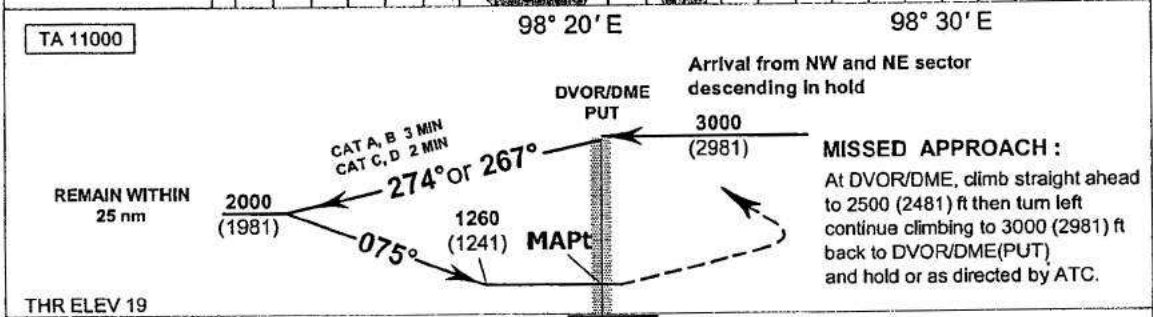 98° 20' E
98° 30' E
TA 11000
Arrival from NW and NE sector
descending in hold
DVOR/DME
PUT
3000
(2981)
CAT A, B 3 MIN
CAT C, D 2 MIN
274° or 267°
REMAIN WITHIN
25 nm
2000
(1981)
075°
1260
(1241)
MAPt
MISSED APPROACH :
At DVOR/DME, climb straight ahead
to 2500 (2481) ft then turn left
continue climbing to 3000 (2981) ft
back to DVOR/DME(PUT)
and hold or as directed by ATC.
THR ELEV 19